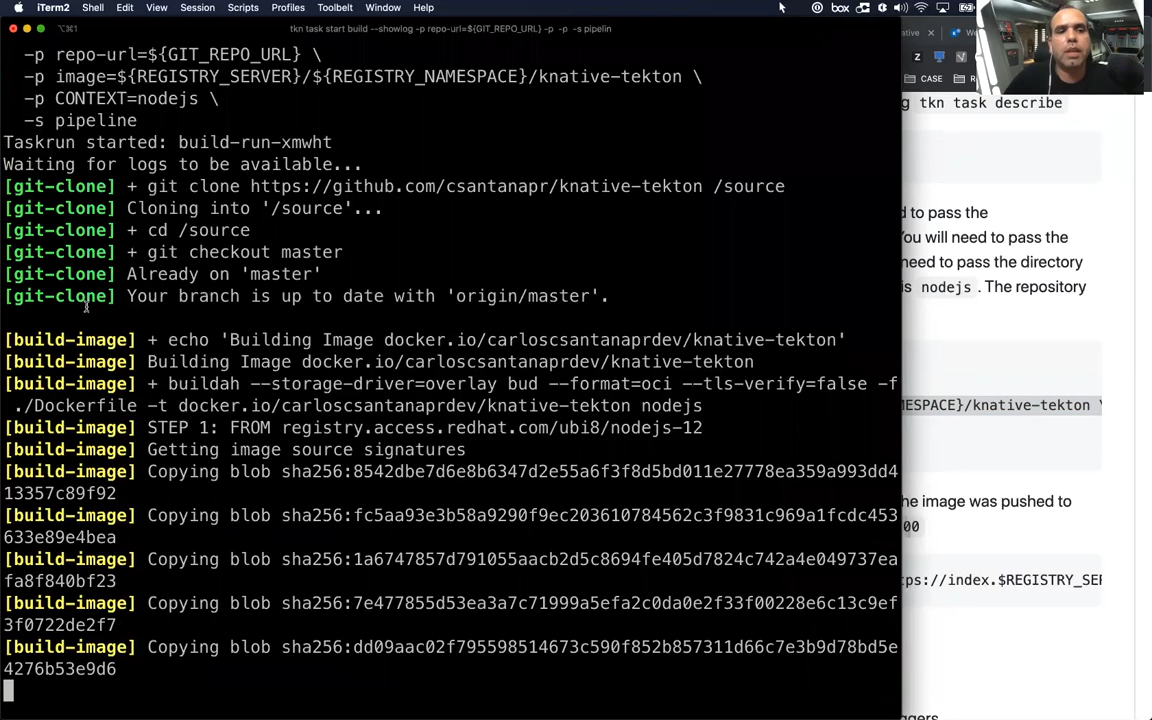 iTerm2 Shell Edit View Session Scripts Profiles Toolbelt Window Help
box
⌥⌘1
tkn task start build --showlog -p repo-url=${GIT_REPO_URL} -p -p -s pipelin
-p repo-url=${GIT_REPO_URL} \
-p image=${REGISTRY_SERVER}/${REGISTRY_NAMESPACE}/knative-tekton \
-p CONTEXT=nodejs \
-s pipeline
Taskrun started: build-run-xmwht
Waiting for logs to be available...
[git-clone] + git clone https://github.com/csantanapr/knative-tekton /source
[git-clone] Cloning into '/source'...
[git-clone] + cd /source
[git-clone] + git checkout master
[git-clone] Already on 'master'
[git-clone] Your branch is up to date with 'origin/master'.
[build-image] + echo 'Building Image docker.io/carloscsantanaprdev/knative-tekton'
[build-image] Building Image docker.io/carloscsantanaprdev/knative-tekton
[build-image] + buildah --storage-driver=overlay bud --format=oci --tls-verify=false -f
./Dockerfile -t docker.io/carloscsantanaprdev/knative-tekton nodejs
[build-image] STEP 1: FROM registry.access.redhat.com/ubi8/nodejs-12
[build-image] Getting image source signatures
[build-image] Copying blob sha256:8542dbe7d6e8b6347d2e55a6f3f8d5bd011e27778ea359a993dd4
13357c89f92
[build-image] Copying blob sha256:fc5aa93e3b58a9290f9ec203610784562c3f9831c969a1fcdc453
633e89e4bea
[build-image] Copying blob sha256:1a6747857d791055aacb2d5c8694fe405d7824c742a4e049737ea
fa8f840bf23
[build-image] Copying blob sha256:7e477855d53ea3a7c71999a5efa2c0da0e2f33f00228e6c13c9ef
3f0722de2f7
[build-image] Copying blob sha256:dd09aac02f795598514673c590f852b857311d66c7e3b9d78bd5e
4276b53e9d6
ative
We
Z
CASE
R
g tkn task describe
d to pass the
You will need to pass the
need to pass the directory
is nodejs . The repository
MESPACE}/knative-tekton \
he image was pushed to
00
tps://index.$REGISTRY_SER
ggers